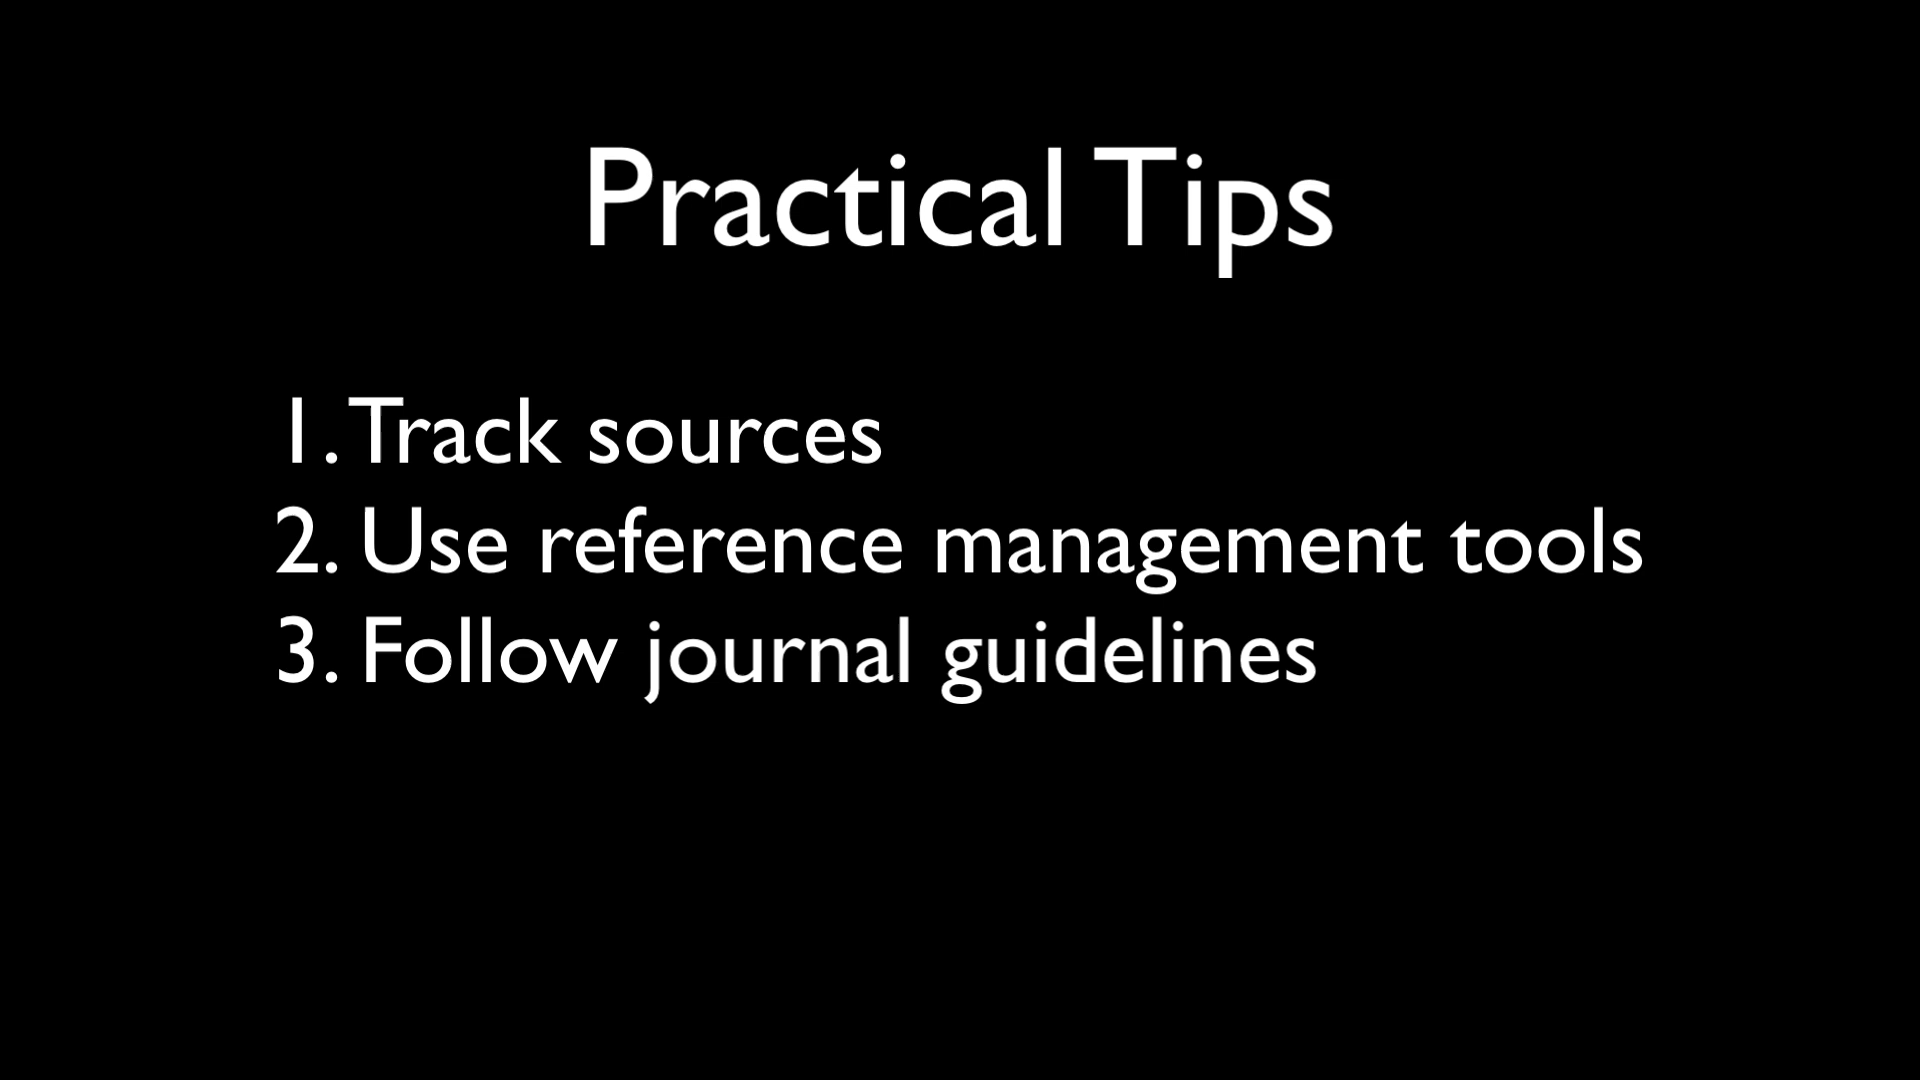 Practical Tips
1. Track sources
2. Use reference management tools
3. Follow journal guidelines